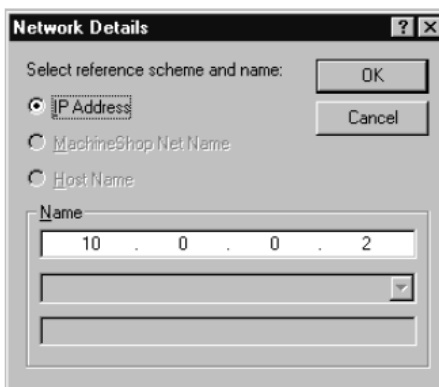 Network Details
Select reference scheme and name:
OK
IP Address
Cancel
MachineShop Net Name
Host Name
Name
10 . 0 . 0 . 2